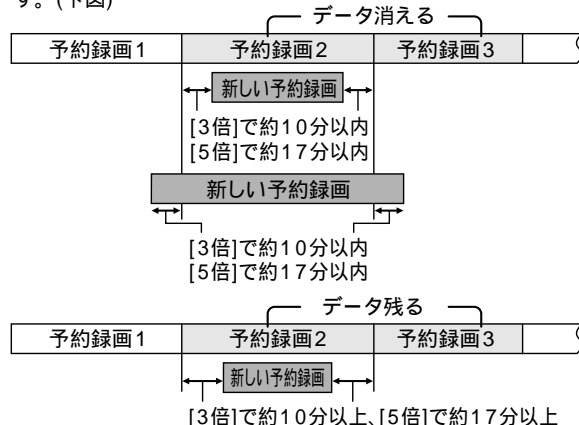 す。(下図)
データ消える
予約録画1 予約録画2 予約録画3
新しい予約録画
[3倍]で約10分以内
[5倍]で約17分以内
新しい予約録画
[3倍]で約10分以内
[5倍]で約17分以内
データ残る
予約録画1 予約録画2 予約録画3
新しい予約録画
[3倍]で約10分以上、[5倍]で約17分以上